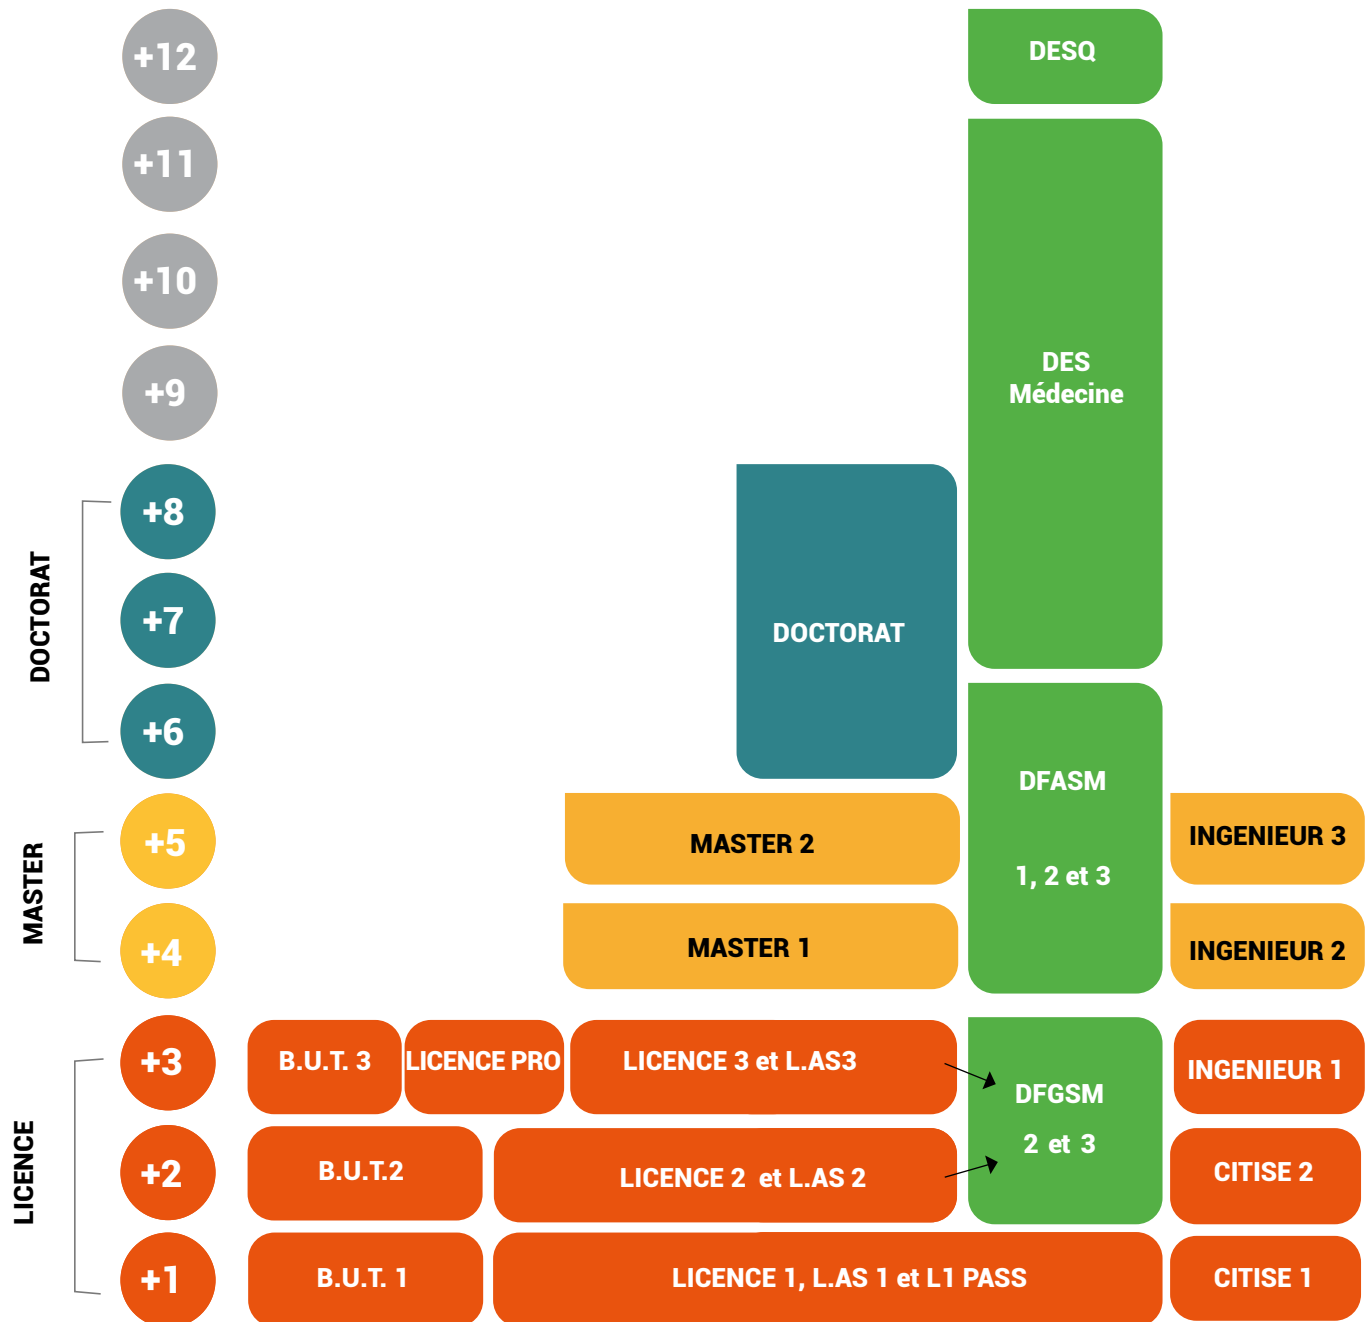 +12
DESQ
+11
+10
+9
DES
Médecine
+8
+7
+6
DOCTORAT
DOCTORAT
DFASM
1, 2 et 3
+5
MASTER 2
INGENIEUR 3
MASTER
+4
MASTER 1
INGENIEUR 2
+3
B.U.T. 3
LICENCE PRO
LICENCE 3 et L.AS3
DFGSM
2 et 3
INGENIEUR 1
LICENCE
+2
B.U.T.2
LICENCE 2 et L.AS 2
CITISE 2
+1
B.U.T. 1
LICENCE 1, L.AS 1 et L1 PASS
CITISE 1